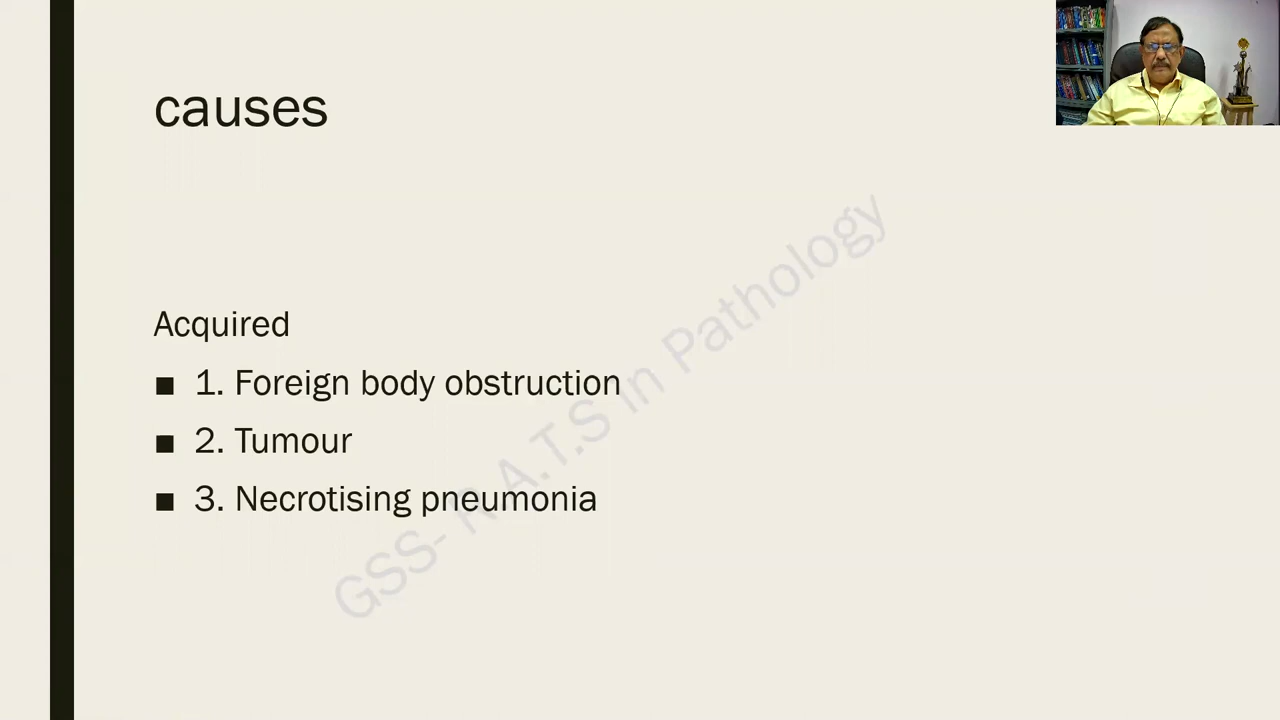 causes
Acquired
■ 1. Foreign body obstruction
■ 2. Tumour
■ 3. Necrotising pneumonia
GSS- R.A.T.S in Pathology